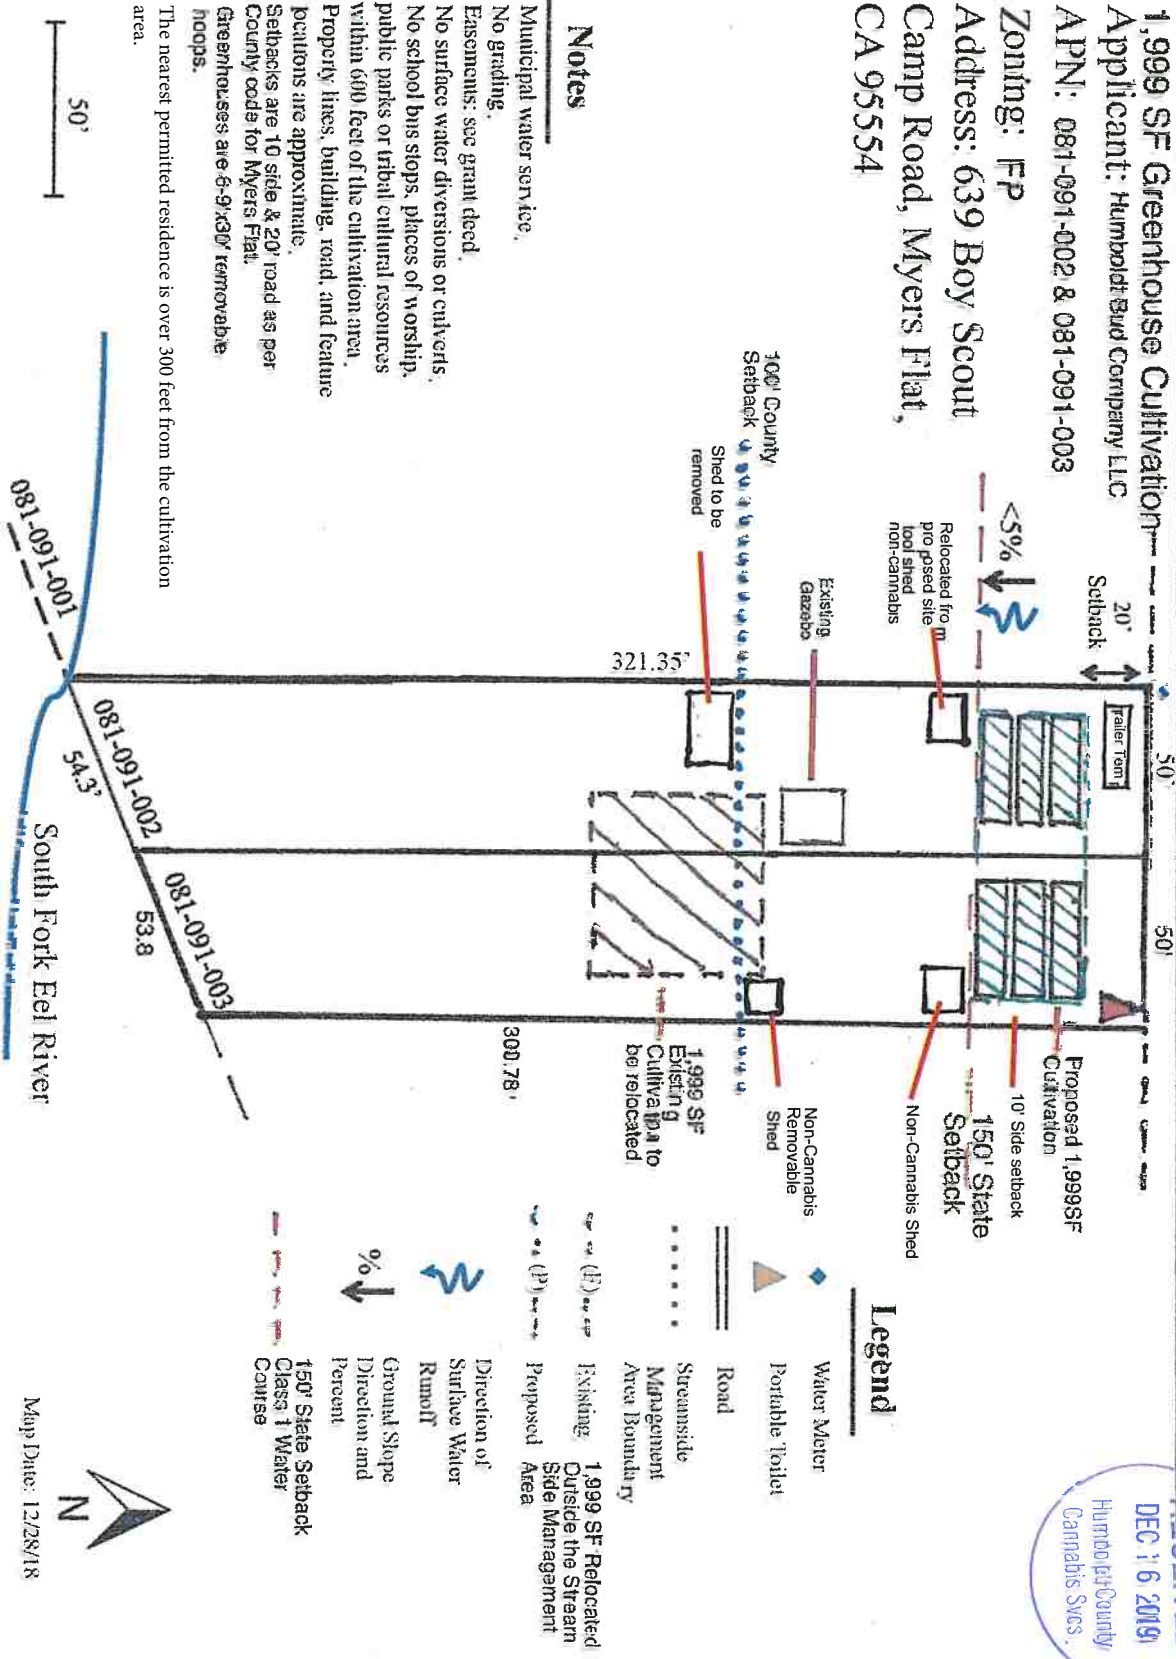 1,999 SF Greenhouse Cultivation
Applicant: Humboldt Bud Company LLC
APN: 081-091-002 & 081-091-003
Zoning: FP
Address: 639 Boy Scout
Camp Road, Myers Flat,
CA 95554
Notes
Municipal water service.
No grading.
Easements: see grant deed.
No surface water diversions or culverts.
No school bus stops, places of worship,
public parks or tribal cultural resources
within 600 feet of the cultivation area.
Property lines, building, road, and feature
locations are approximate.
Setbacks are 10 side & 20' road as per
County code for Myers Flat.
Greenhouses are 6-9'x30' removable
hoops.
The nearest permitted residence is over 300 feet from the cultivation
area.
50'
20'
Setback
<5%
Relocated from
proposed site
tool shed
non-cannabis
Existing
Gazebo
100' County
Setback
Shed to be
removed
321.35'
railer Tem
50'
50'
Proposed 1,999SF
Cultivation
10' Side setback
150' State
Setback
Non-Cannabis Shed
Non-Cannabis
Removable
Shed
1,999 SF
Existing
Cultivation to
be relocated
300.78'
081-091-001
081-091-002
54.3'
081-091-003
53.8
South Fork Eel River
Legend
Water Meter
Portable Toilet
Road
Streamside
Management
Area Boundary
(E) Existing
(P) Proposed
1,999 SF Relocated
Outside the Stream
Side Management
Area
Direction of
Surface Water
Runoff
% Ground Slope
Direction and
Percent
150' State Setback
Class 1 Water
Course
N
Map Date: 12/28/18
DEC 16 2019
Humboldt County
Cannabis Svcs.